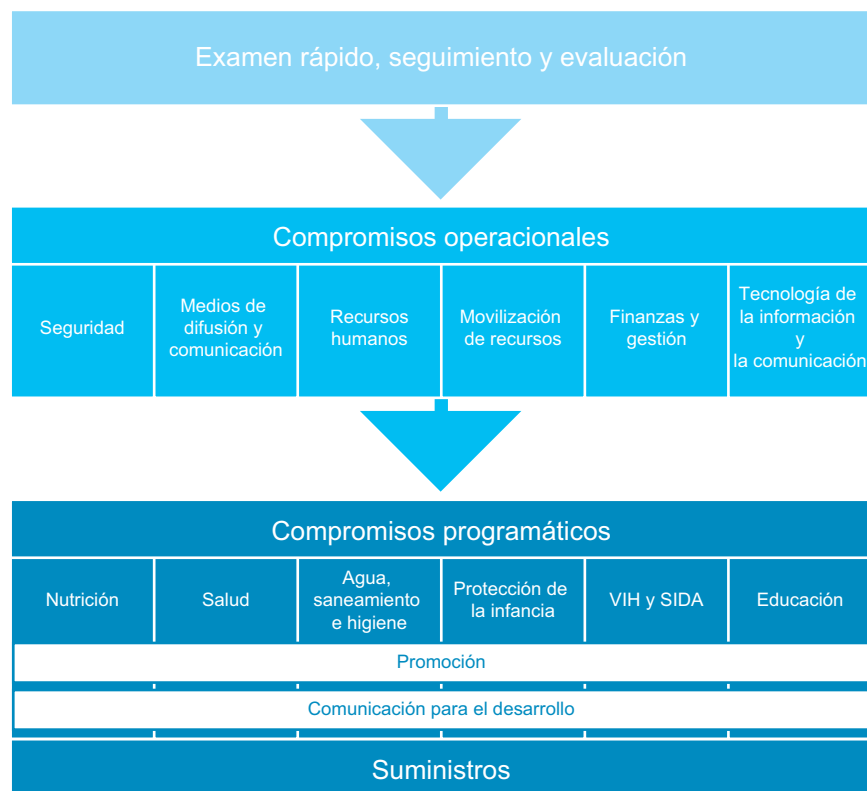 Examen rápido, seguimiento y evaluación
Compromisos operacionales
Seguridad
Medios de
difusión y
comunicación
Recursos
humanos
Movilización
de recursos
Finanzas y
gestión
Tecnología de
la información
y
la comunicación
Compromisos programáticos
Nutrición
Salud
Agua,
saneamiento
e higiene
Protección de
la infancia
VIH y SIDA
Educación
Promoción
Comunicación para el desarrollo
Suministros